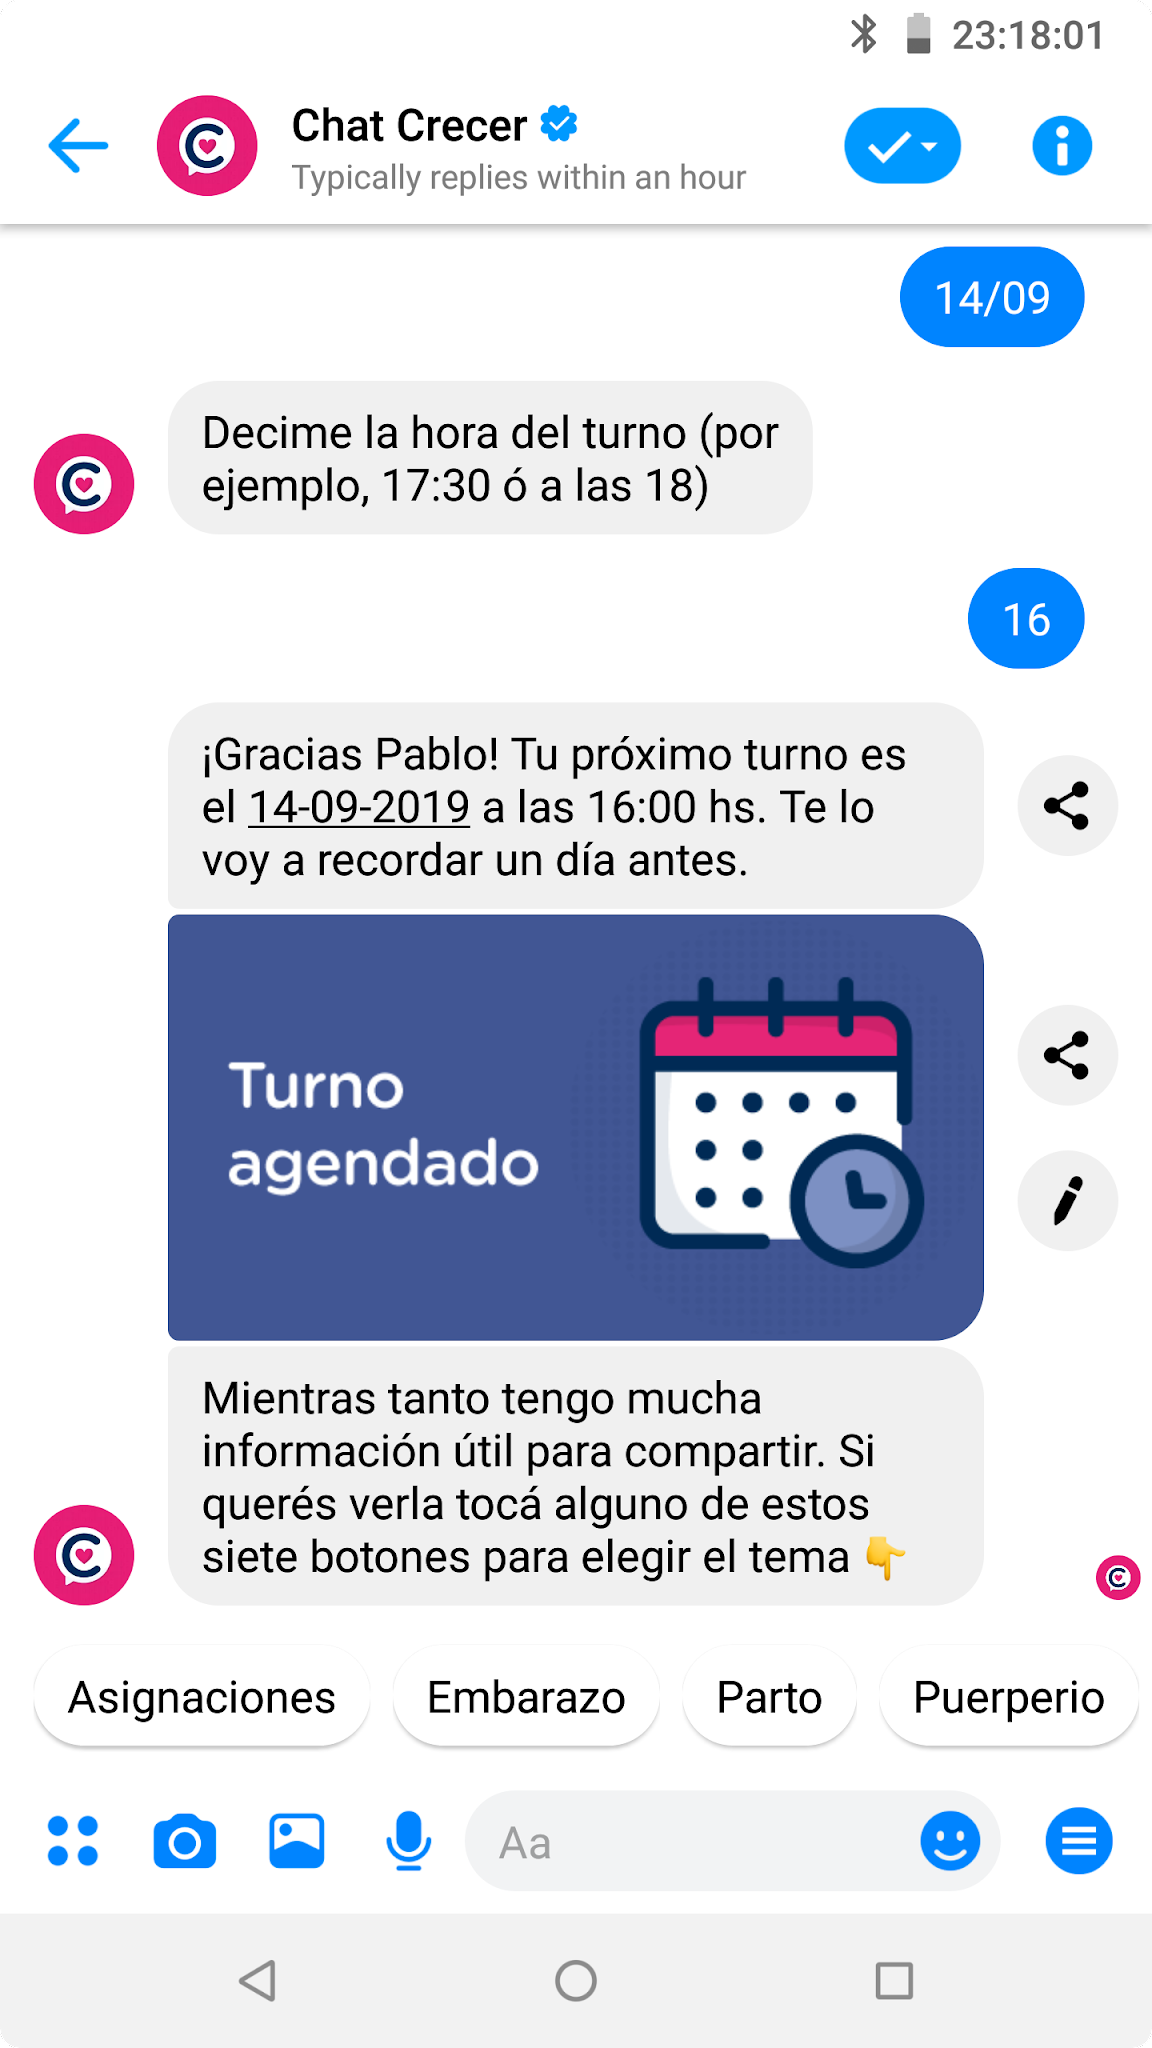 23:18:01
Chat Crecer
Typically replies within an hour
14/09
Decime la hora del turno (por
ejemplo, 17:30 ó a las 18)
16
¡Gracias Pablo! Tu próximo turno es
el 14-09-2019 a las 16:00 hs. Te lo
voy a recordar un día antes.
Turno
agendado
Mientras tanto tengo mucha
información útil para compartir. Si
querés verla tocá alguno de estos
siete botones para elegir el tema 👇
Asignaciones
Embarazo
Parto
Puerperio
Aa